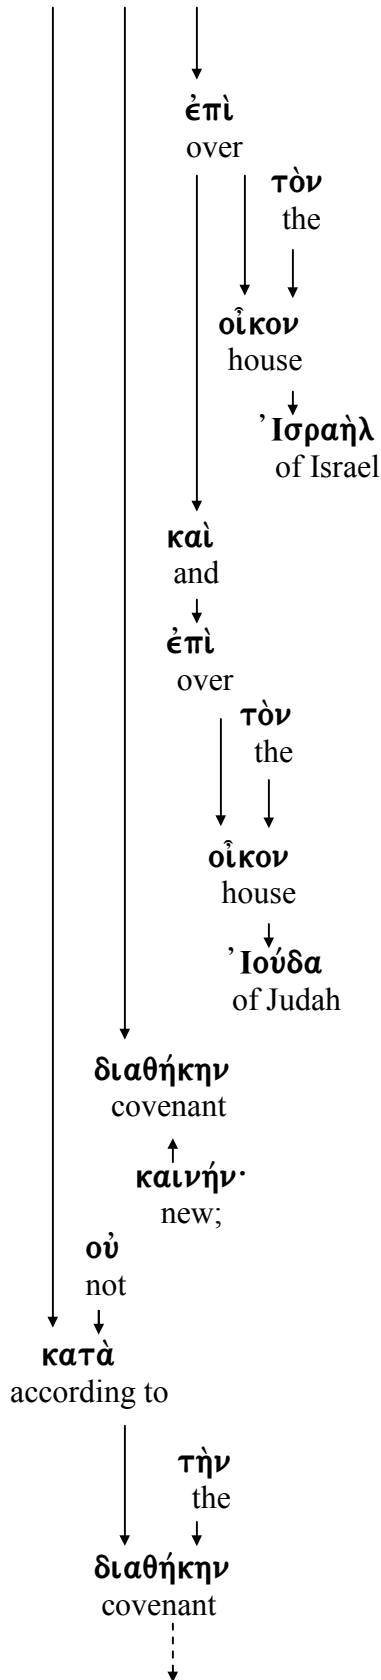 ἐπὶ
over
τὸν
the
οἶκον
house
Ἰσραὴλ
of Israel
καὶ
and
ἐπὶ
over
τὸν
the
οἶκον
house
Ἰούδα
of Judah
διαθήκην
covenant
καινήν·
new;
οὐ
not
κατὰ
according to
τὴν
the
διαθήκην
covenant